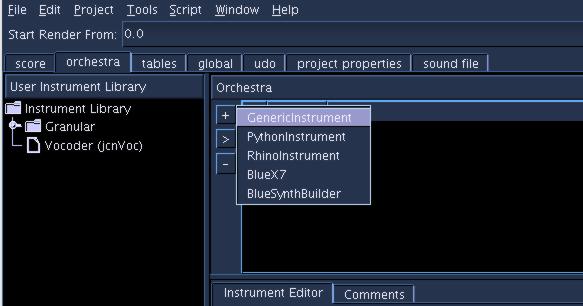 File Edit Project Tools Script Window Help
Start Render From: 0.0
score orchestra tables global udo project properties sound file
User Instrument Library
Instrument Library
Granular
Vocoder (jcnVoc)
Orchestra
+
GenericInstrument
>
PythonInstrument
RhinoInstrument
-
BlueX7
BlueSynthBuilder
Instrument Editor Comments